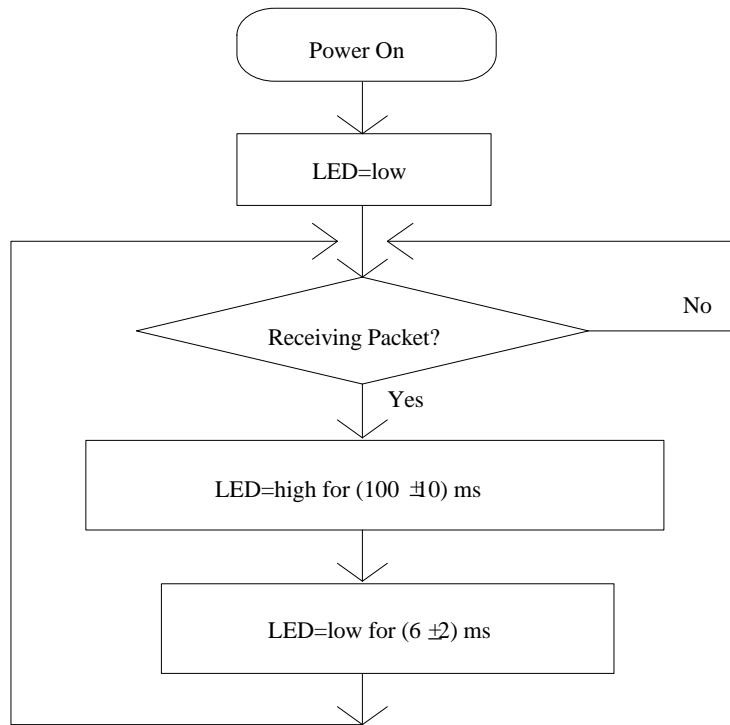 Power On
LED=low
No
Receiving Packet?
Yes
LED=high for (100 ±10) ms
LED=low for (6 ±2) ms